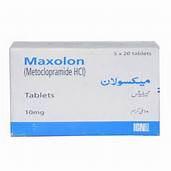 5 x 20 tablets
Maxolon
(Metoclopramide HCl)
میکسولان
Tablets
10mg